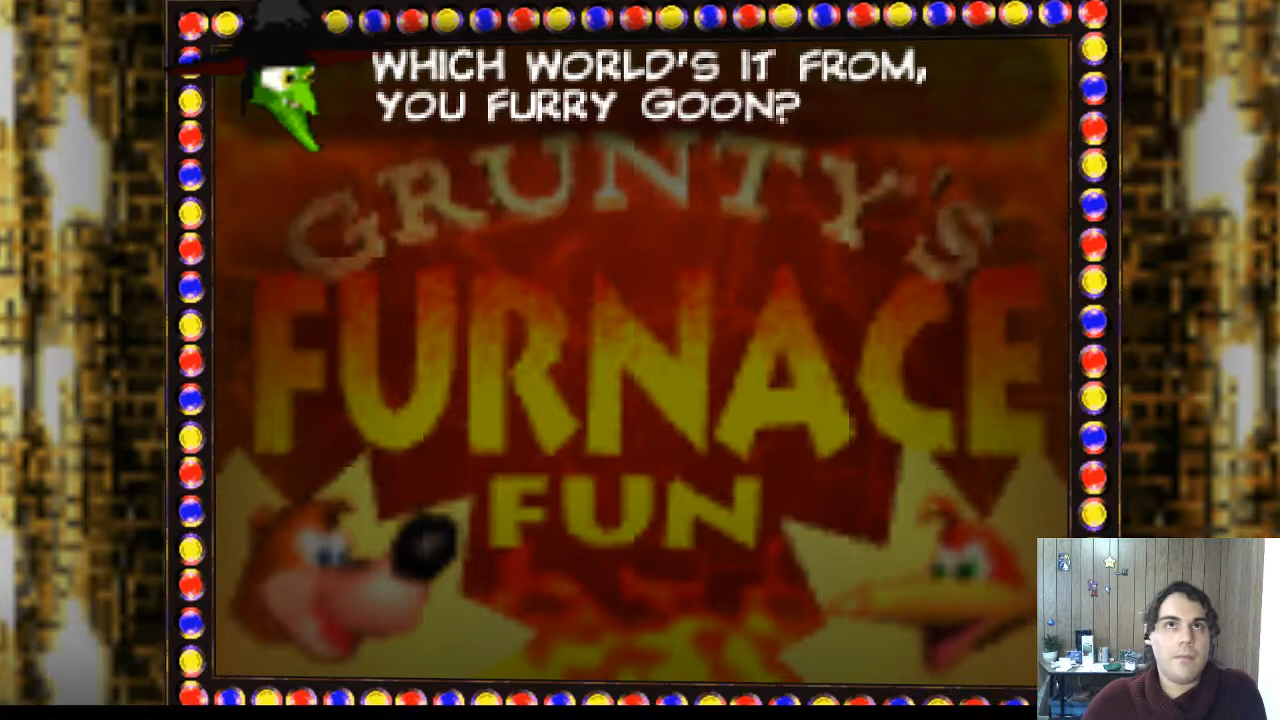 WHICH WORLD'S IT FROM,
YOU FURRY GOON?
GRUNTY'S
FURNACE
FUN